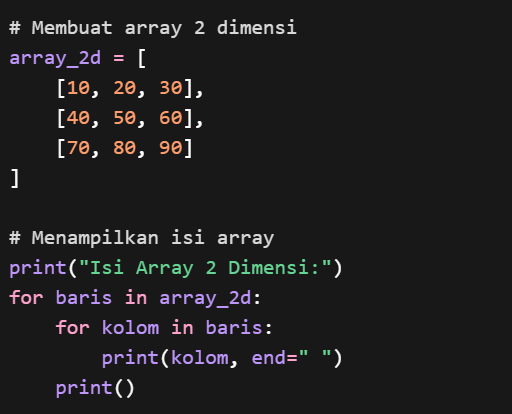 # Membuat array 2 dimensi
array_2d = [
    [10, 20, 30],
    [40, 50, 60],
    [70, 80, 90]
]

# Menampilkan isi array
print("Isi Array 2 Dimensi:")
for baris in array_2d:
    for kolom in baris:
        print(kolom, end=" ")
    print()